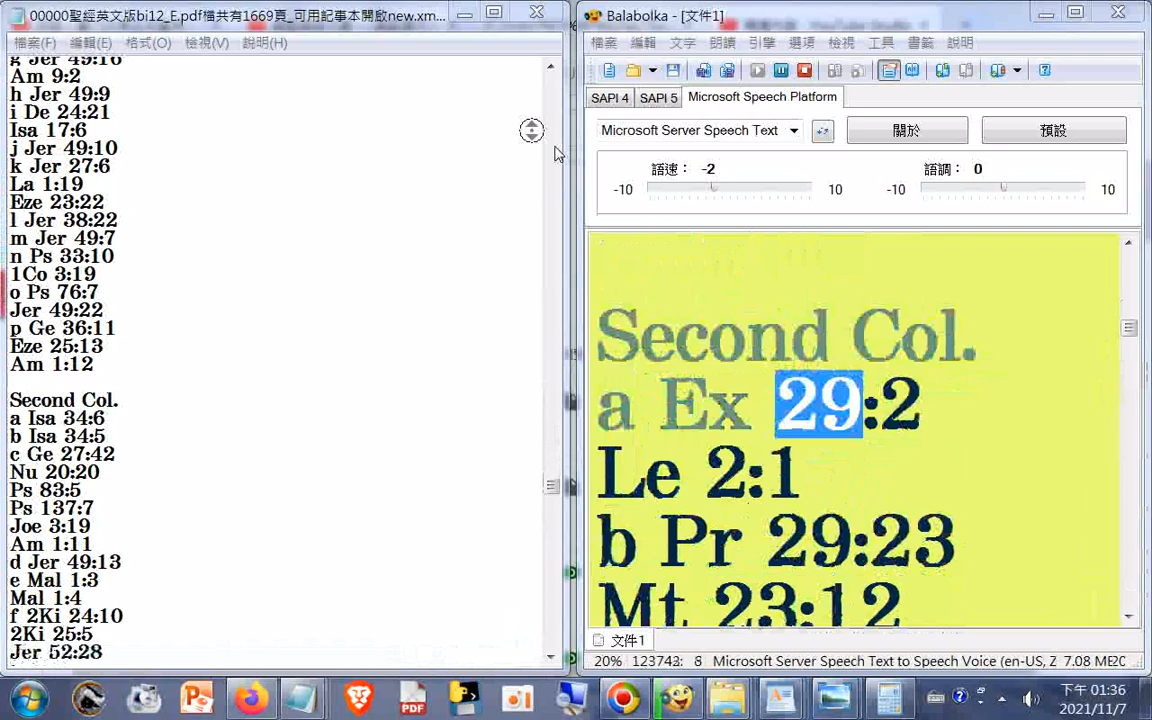 00000聖經英文版bi12_E.pdf檔共有1669頁_可用記事本開啟new.xm...
檔案(F) 編輯(E) 格式(O) 檢視(V) 說明(H)
g Jer 49:16
Am 9:2
h Jer 49:9
i De 24:21
Isa 17:6
j Jer 49:10
k Jer 27:6
La 1:19
Eze 23:22
l Jer 38:22
m Jer 49:7
n Ps 33:10
1Co 3:19
o Ps 76:7
Jer 49:22
p Ge 36:11
Eze 25:13
Am 1:12
Second Col.
a Isa 34:6
b Isa 34:5
c Ge 27:42
Nu 20:20
Ps 83:5
Ps 137:7
Joe 3:19
Am 1:11
d Jer 49:13
e Mal 1:3
Mal 1:4
f 2Ki 24:10
2Ki 25:5
Jer 52:28
Balabolka - [文件1]
檔案 編輯 文字 朗讀 引擎 選項 檢視 工具 書籤 說明
SAPI 4 SAPI 5 Microsoft Speech Platform
Microsoft Server Speech Text 關於 預設
語速： -2 語調： 0
-10 10 -10 10
Second Col.
a Ex 29:2
Le 2:1
b Pr 29:23
Mt 23:12
文件1
20% 123743: 8 Microsoft Server Speech Text to Speech Voice (en-US, Z 7.08 ME
PDF
下午 01:36
2021/11/7